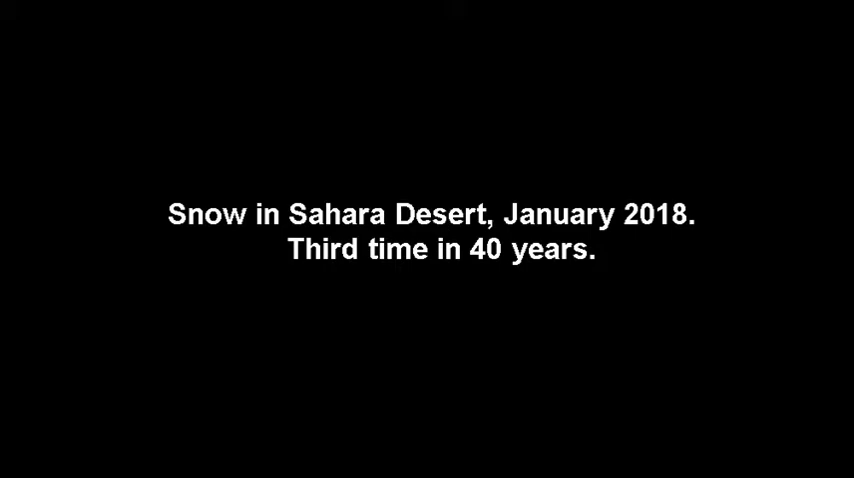 Snow in Sahara Desert, January 2018.
Third time in 40 years.